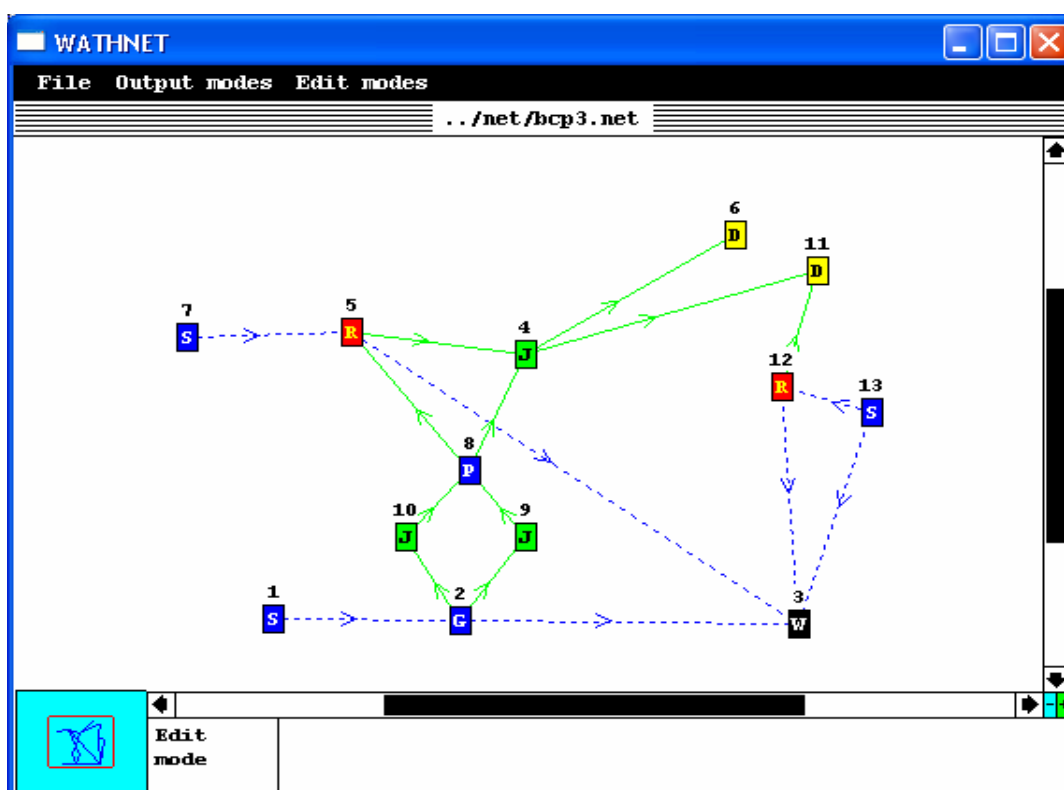 WATHNET
File Output modes Edit modes
../net/bcp3.net
6
D
11
D
7
S
5
R
4
J
12
R
13
S
8
P
10
J
9
J
1
S
2
G
3
W
Edit
mode